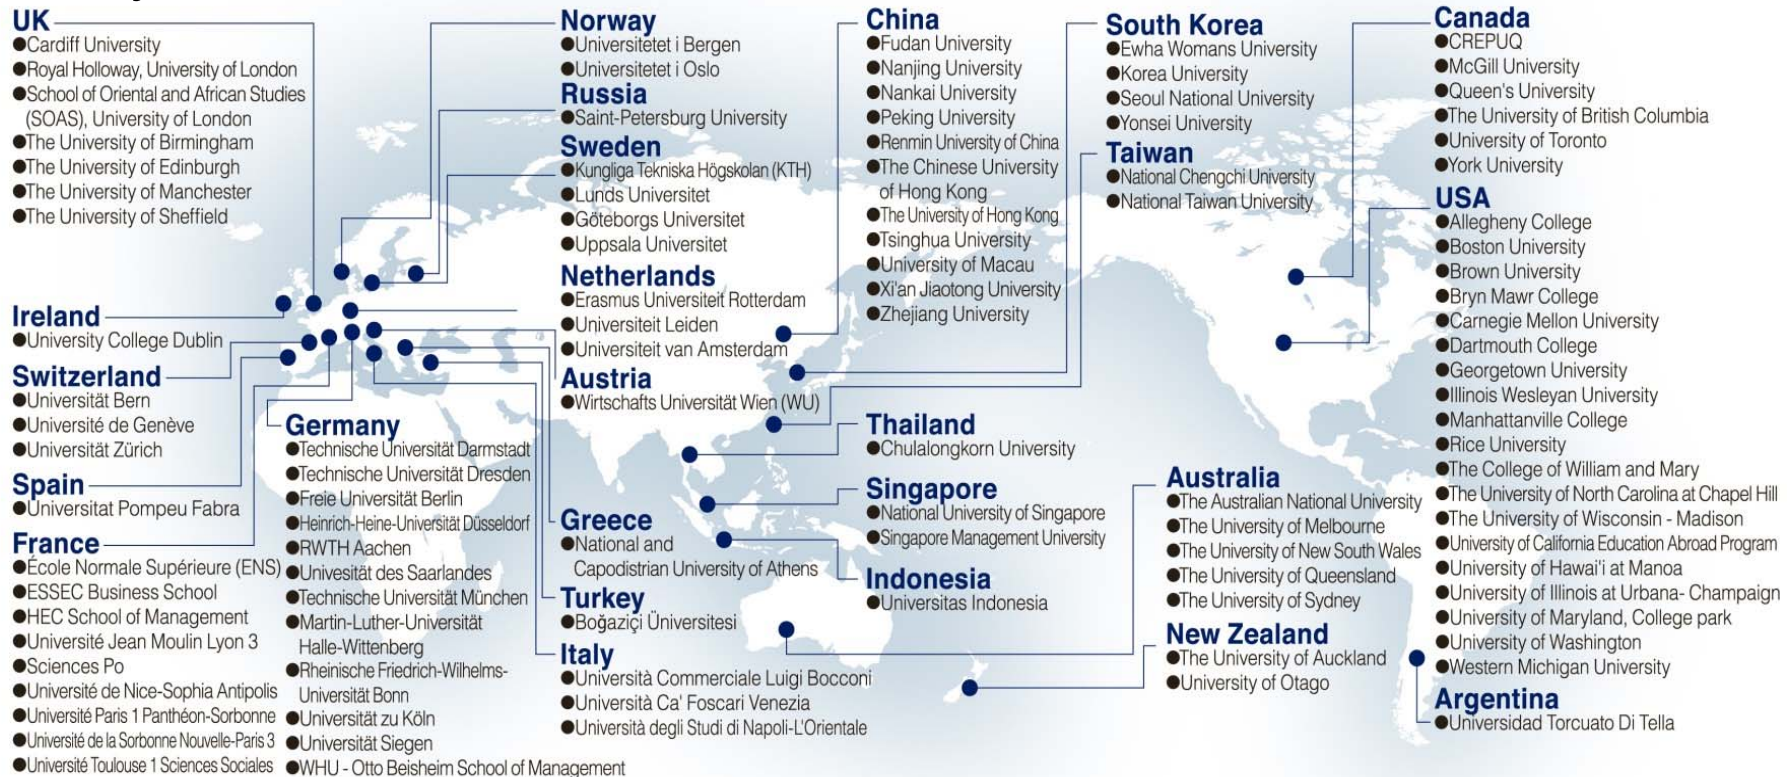 UK
●Cardiff University
●Royal Holloway, University of London
●School of Oriental and African Studies
(SOAS), University of London
●The University of Birmingham
●The University of Edinburgh
●The University of Manchester
●The University of Sheffield
Ireland
●University College Dublin
Switzerland
●Universität Bern
●Université de Genève
●Universität Zürich
Spain
●Universitat Pompeu Fabra
France
●École Normale Supérieure (ENS)
●ESSEC Business School
●HEC School of Management
●Université Jean Moulin Lyon 3
●Sciences Po
●Université de Nice-Sophia Antipolis
●Université Paris 1 Panthéon-Sorbonne
●Université de la Sorbonne Nouvelle-Paris 3
●Université Toulouse 1 Sciences Sociales
Germany
●Technische Universität Darmstadt
●Technische Universität Dresden
●Freie Universität Berlin
●Heinrich-Heine-Universität Düsseldorf
●RWTH Aachen
●Univesität des Saarlandes
●Technische Universität München
●Martin-Luther-Universität
Halle-Wittenberg
●Rheinische Friedrich-Wilhelms-
Universität Bonn
●Universität zu Köln
●Universität Siegen
●WHU - Otto Beisheim School of Management
Norway
●Universitetet i Bergen
●Universitetet i Oslo
Russia
●Saint-Petersburg University
Sweden
●Kungliga Tekniska Högskolan (KTH)
●Lunds Universitet
●Göteborgs Universitet
●Uppsala Universitet
Netherlands
●Erasmus Universiteit Rotterdam
●Universiteit Leiden
●Universiteit van Amsterdam
Austria
●Wirtschafts Universität Wien (WU)
Greece
●National and
Capodistrian University of Athens
Turkey
●Boğaziçi Üniversitesi
Italy
●Università Commerciale Luigi Bocconi
●Università Ca' Foscari Venezia
●Università degli Studi di Napoli-L'Orientale
China
●Fudan University
●Nanjing University
●Nankai University
●Peking University
●Renmin University of China
●The Chinese University
of Hong Kong
●The University of Hong Kong
●Tsinghua University
●University of Macau
●Xi'an Jiaotong University
●Zhejiang University
Thailand
●Chulalongkorn University
Singapore
●National University of Singapore
●Singapore Management University
Indonesia
●Universitas Indonesia
South Korea
●Ewha Womans University
●Korea University
●Seoul National University
●Yonsei University
Taiwan
●National Chengchi University
●National Taiwan University
Australia
●The Australian National University
●The University of Melbourne
●The University of New South Wales
●The University of Queensland
●The University of Sydney
New Zealand
●The University of Auckland
●University of Otago
Canada
●CREPUQ
●McGill University
●Queen's University
●The University of British Columbia
●University of Toronto
●York University
USA
●Allegheny College
●Boston University
●Brown University
●Bryn Mawr College
●Carnegie Mellon University
●Dartmouth College
●Georgetown University
●Illinois Wesleyan University
●Manhattanville College
●Rice University
●The College of William and Mary
●The University of North Carolina at Chapel Hill
●The University of Wisconsin - Madison
●University of California Education Abroad Program
●University of Hawai'i at Manoa
●University of Illinois at Urbana- Champaign
●University of Maryland, College park
●University of Washington
●Western Michigan University
Argentina
●Universidad Torcuato Di Tella